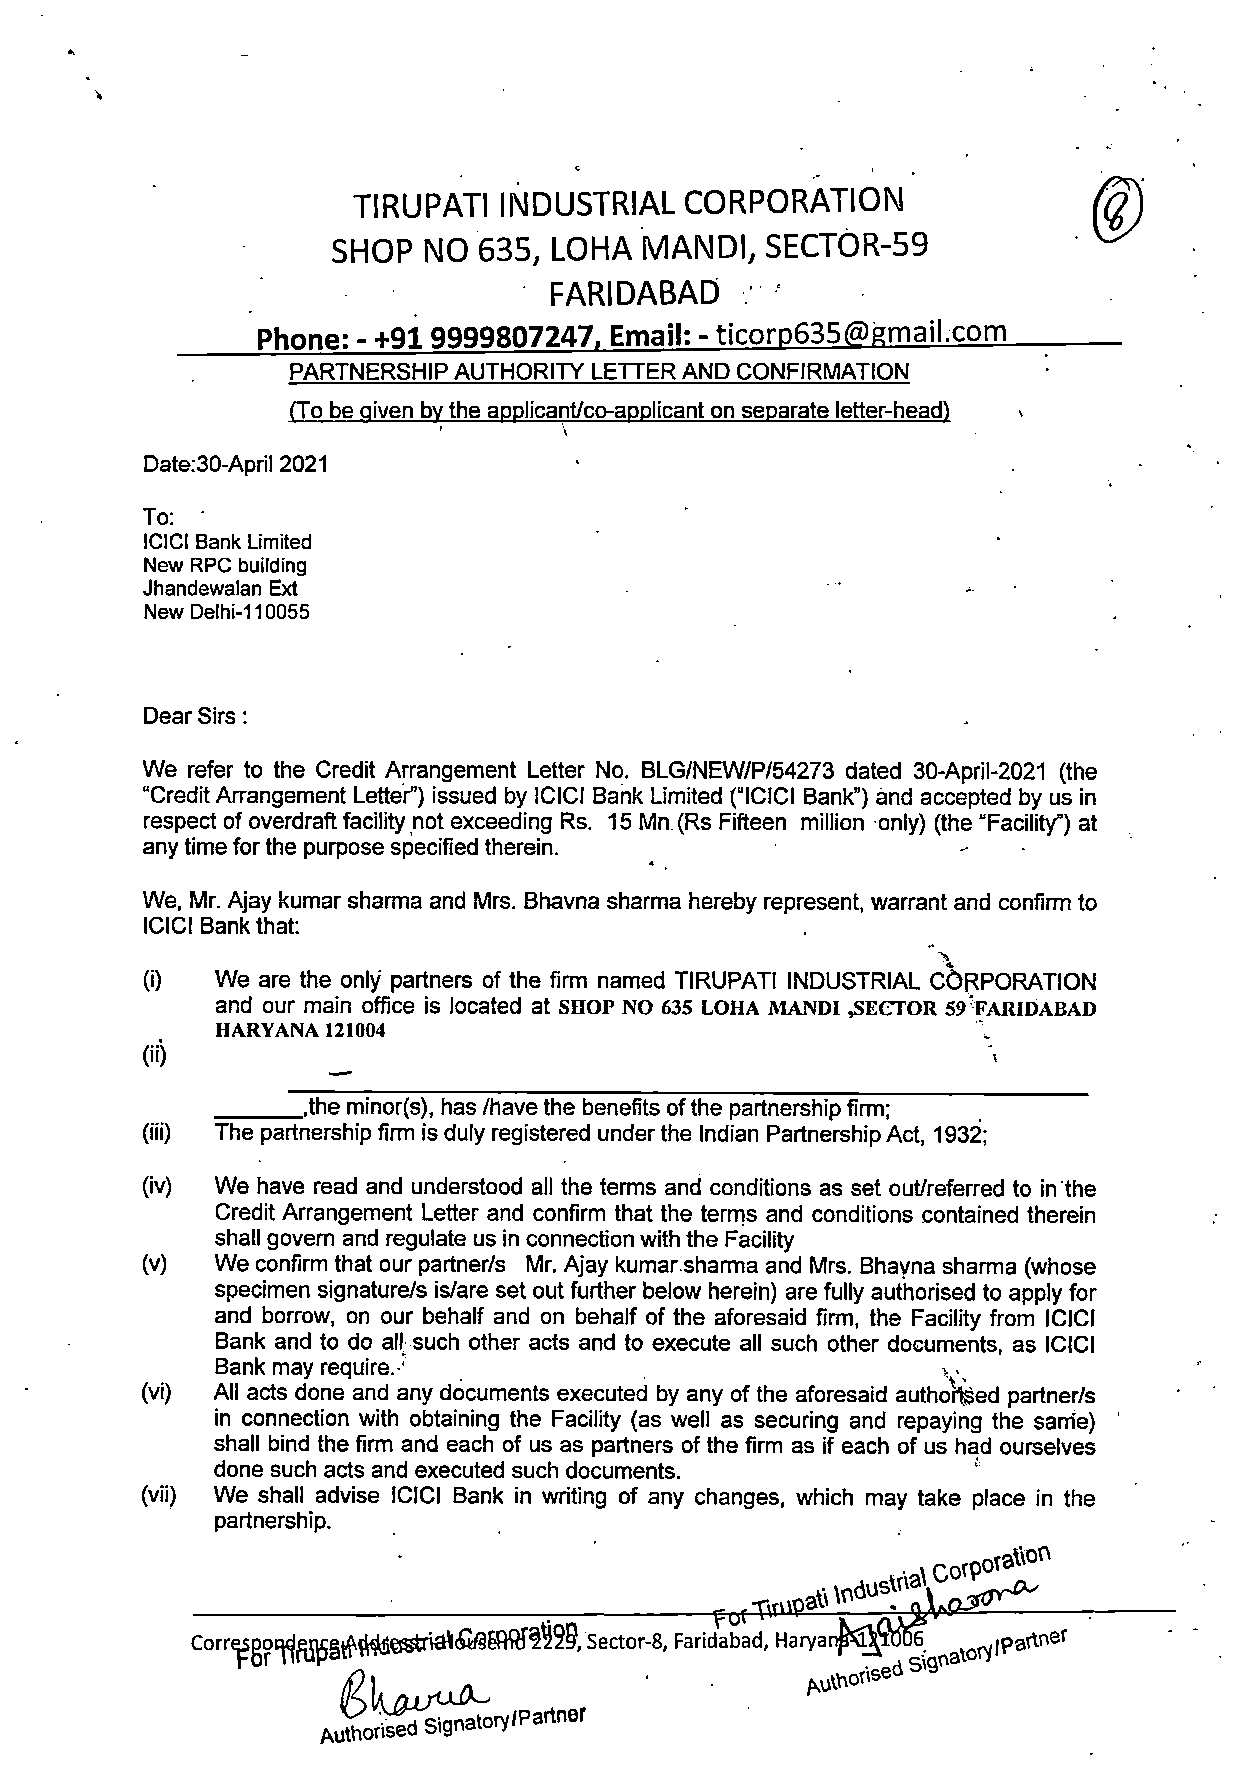 TIRUPATI INDUSTRIAL CORPORATION
8
SHOP NO 635, LOHA MANDI, SECTOR-59
FARIDABAD
Phone: - +91 9999807247, Email: - ticorp635@gmail.com
PARTNERSHIP AUTHORITY LETTER AND CONFIRMATION
(To be given by the applicant/co-applicant on separate letter-head)
Date:30-April 2021
To:
ICICI Bank Limited
New RPC building
Jhandewalan Ext
New Delhi-110055
Dear Sirs :
We refer to the Credit Arrangement Letter No. BLG/NEW/P/54273 dated 30-April-2021 (the
“Credit Arrangement Letter”) issued by ICICI Bank Limited (“ICICI Bank”) and accepted by us in
respect of overdraft facility not exceeding Rs. 15 Mn (Rs Fifteen million only) (the “Facility”) at
any time for the purpose specified therein.
We, Mr. Ajay kumar sharma and Mrs. Bhavna sharma hereby represent, warrant and confirm to
ICICI Bank that:
(i) We are the only partners of the firm named TIRUPATI INDUSTRIAL CORPORATION
and our main office is located at SHOP NO 635 LOHA MANDI ,SECTOR 59 FARIDABAD
HARYANA 121004
(ii)
,the minor(s), has /have the benefits of the partnership firm;
(iii) The partnership firm is duly registered under the Indian Partnership Act, 1932;
(iv) We have read and understood all the terms and conditions as set out/referred to in the
Credit Arrangement Letter and confirm that the terms and conditions contained therein
shall govern and regulate us in connection with the Facility
(v) We confirm that our partner/s Mr. Ajay kumar sharma and Mrs. Bhavna sharma (whose
specimen signature/s is/are set out further below herein) are fully authorised to apply for
and borrow, on our behalf and on behalf of the aforesaid firm, the Facility from ICICI
Bank and to do all such other acts and to execute all such other documents, as ICICI
Bank may require.
(vi) All acts done and any documents executed by any of the aforesaid authorised partner/s
in connection with obtaining the Facility (as well as securing and repaying the same)
shall bind the firm and each of us as partners of the firm as if each of us had ourselves
done such acts and executed such documents.
(vii) We shall advise ICICI Bank in writing of any changes, which may take place in the
partnership.
For Tirupati Industrial Corporation
Ajaysharma
Correspondence Address: House no 2229, Sector-8, Faridabad, Haryana-121006
For Tirupati Industrial Corporation
Authorised Signatory/Partner
Bhavna
Authorised Signatory/Partner